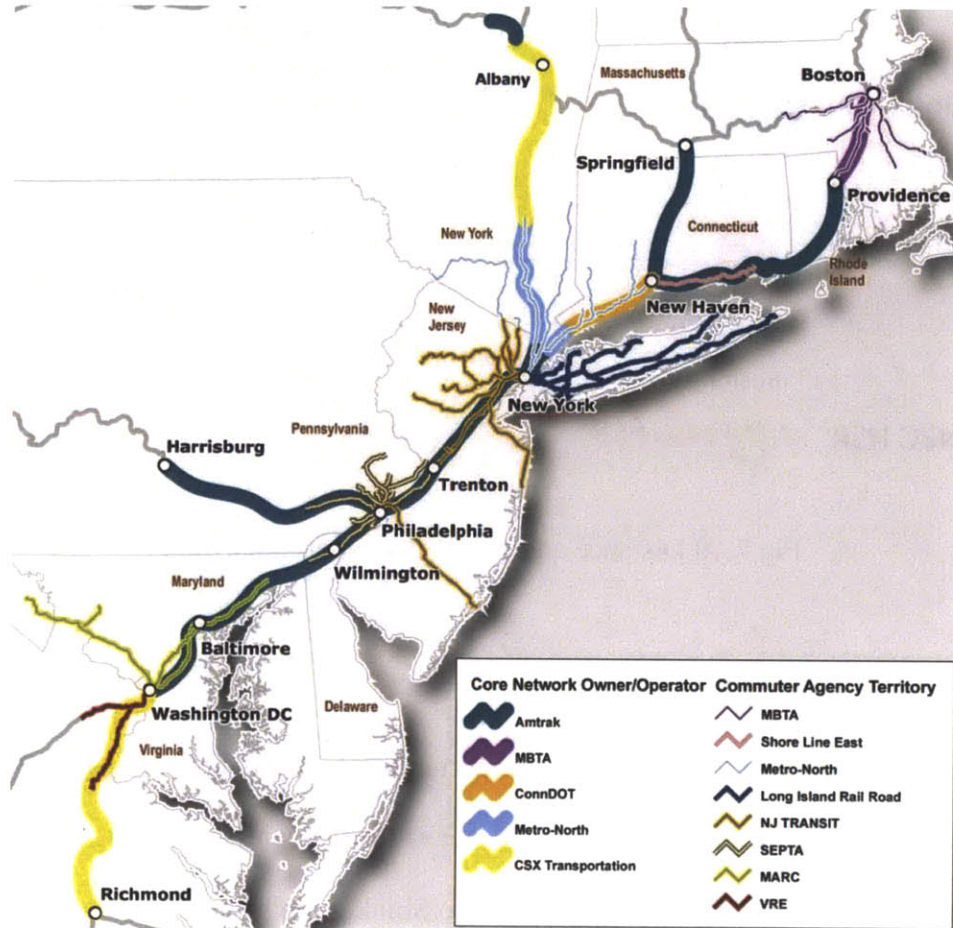 Albany
Massachusetts
Boston
Springfield
Providence
New York
Connecticut
Rhode
Island
New Haven
New
Jersey
New York
Harrisburg
Pennsylvania
Trenton
Philadelphia
Wilmington
Maryland
Baltimore
Washington DC
Delaware
Virginia
Richmond
Core Network Owner/Operator
Amtrak
MBTA
ConnDOT
Metro-North
CSX Transportation
Commuter Agency Territory
MBTA
Shore Line East
Metro-North
Long Island Rail Road
NJ TRANSIT
SEPTA
MARC
VRE